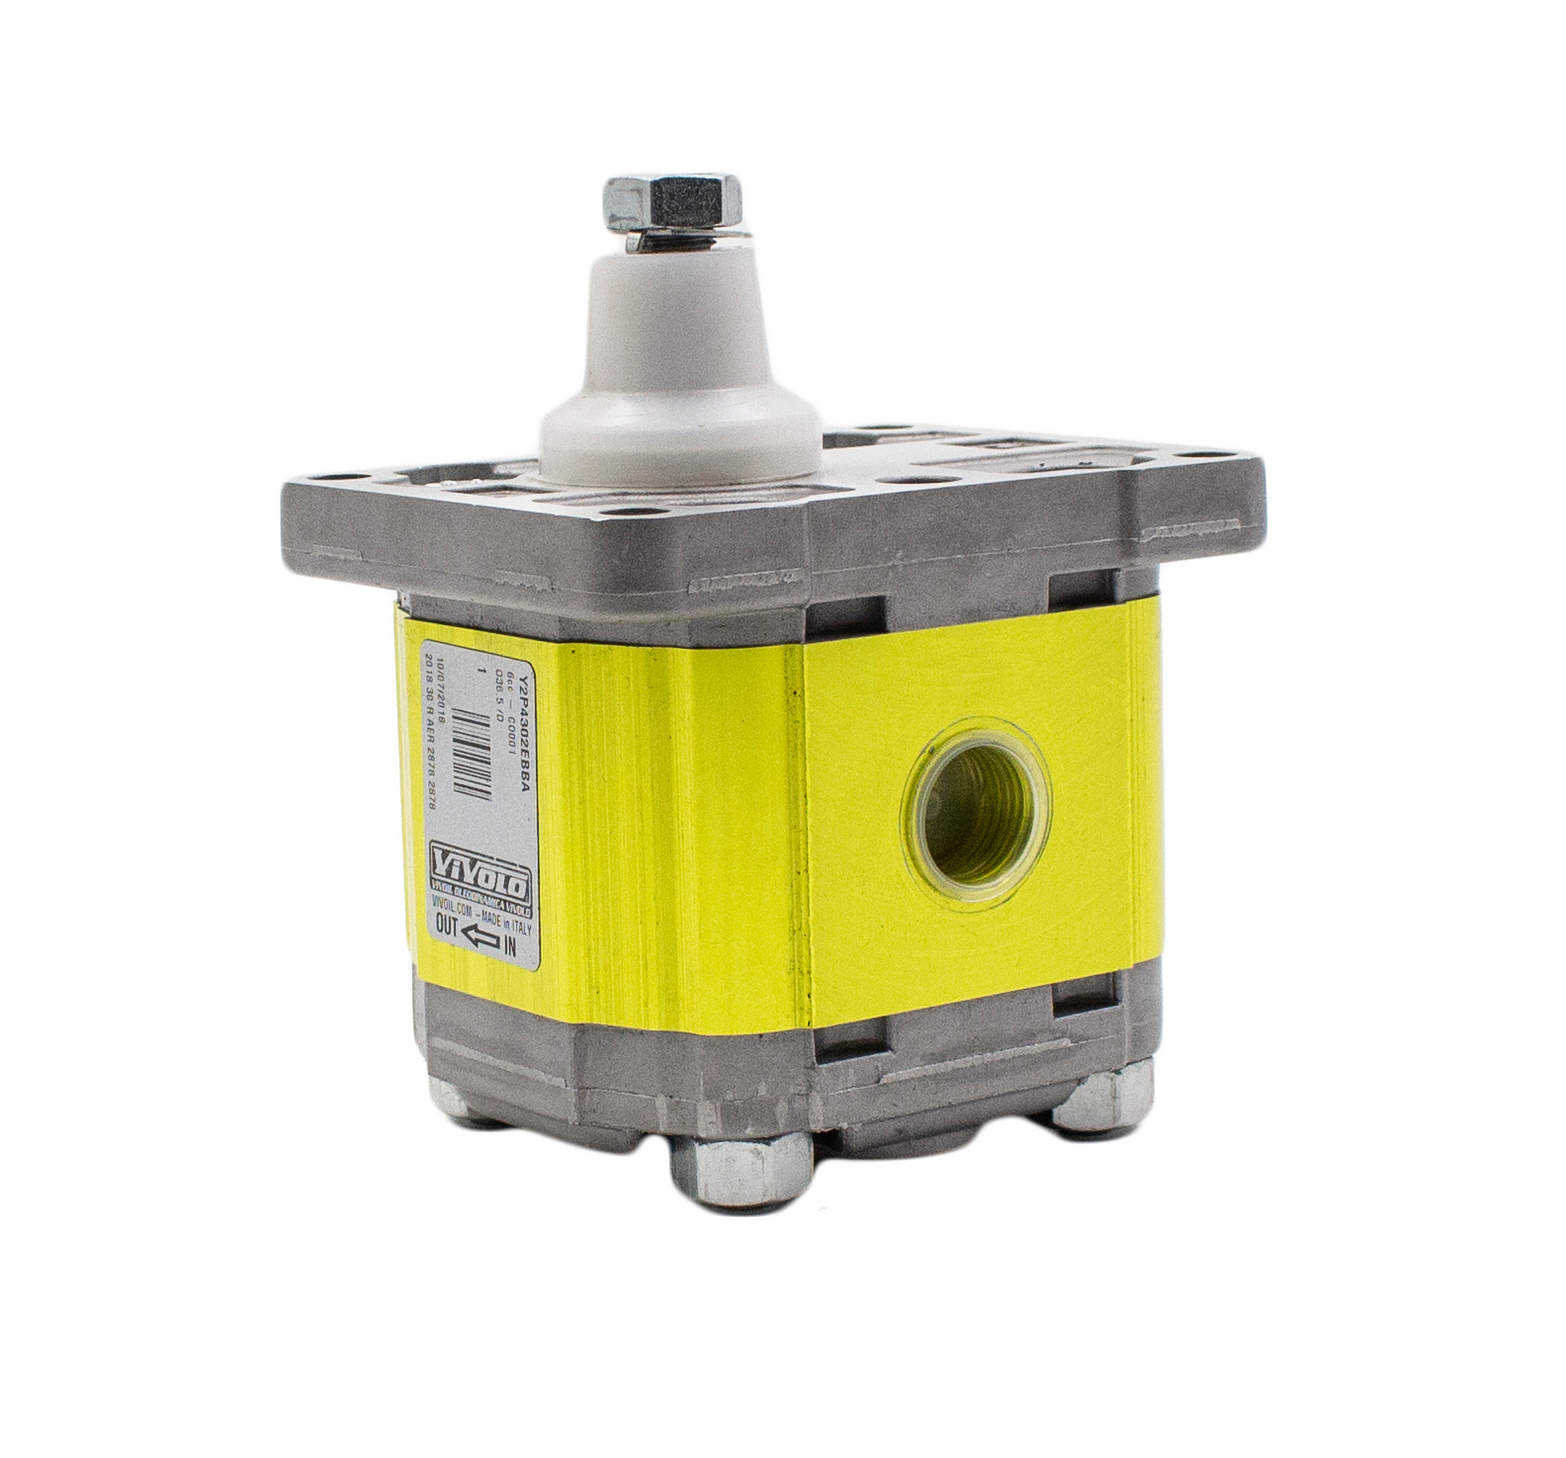 Y2P4302EBBA
6cc - C0001
O36.5 /D
1
10/07/2018
2018 30 R AER 2878 2878
ViVOLO
VIVOIL OLEODINAMICA VIVOLO
VIVOIL.COM - MADE in ITALY
OUT IN